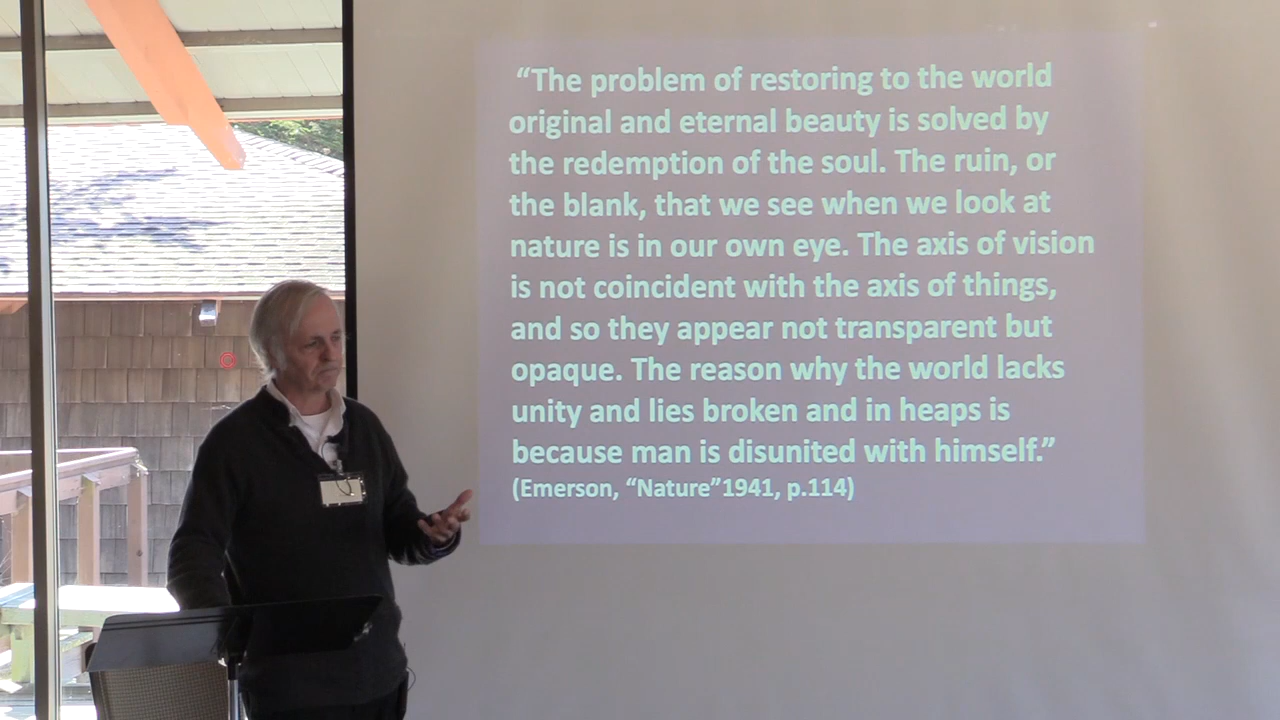 “The problem of restoring to the world
original and eternal beauty is solved by
the redemption of the soul. The ruin, or
the blank, that we see when we look at
nature is in our own eye. The axis of vision
is not coincident with the axis of things,
and so they appear not transparent but
opaque. The reason why the world lacks
unity and lies broken and in heaps is
because man is disunited with himself.”
(Emerson, “Nature”1941, p.114)